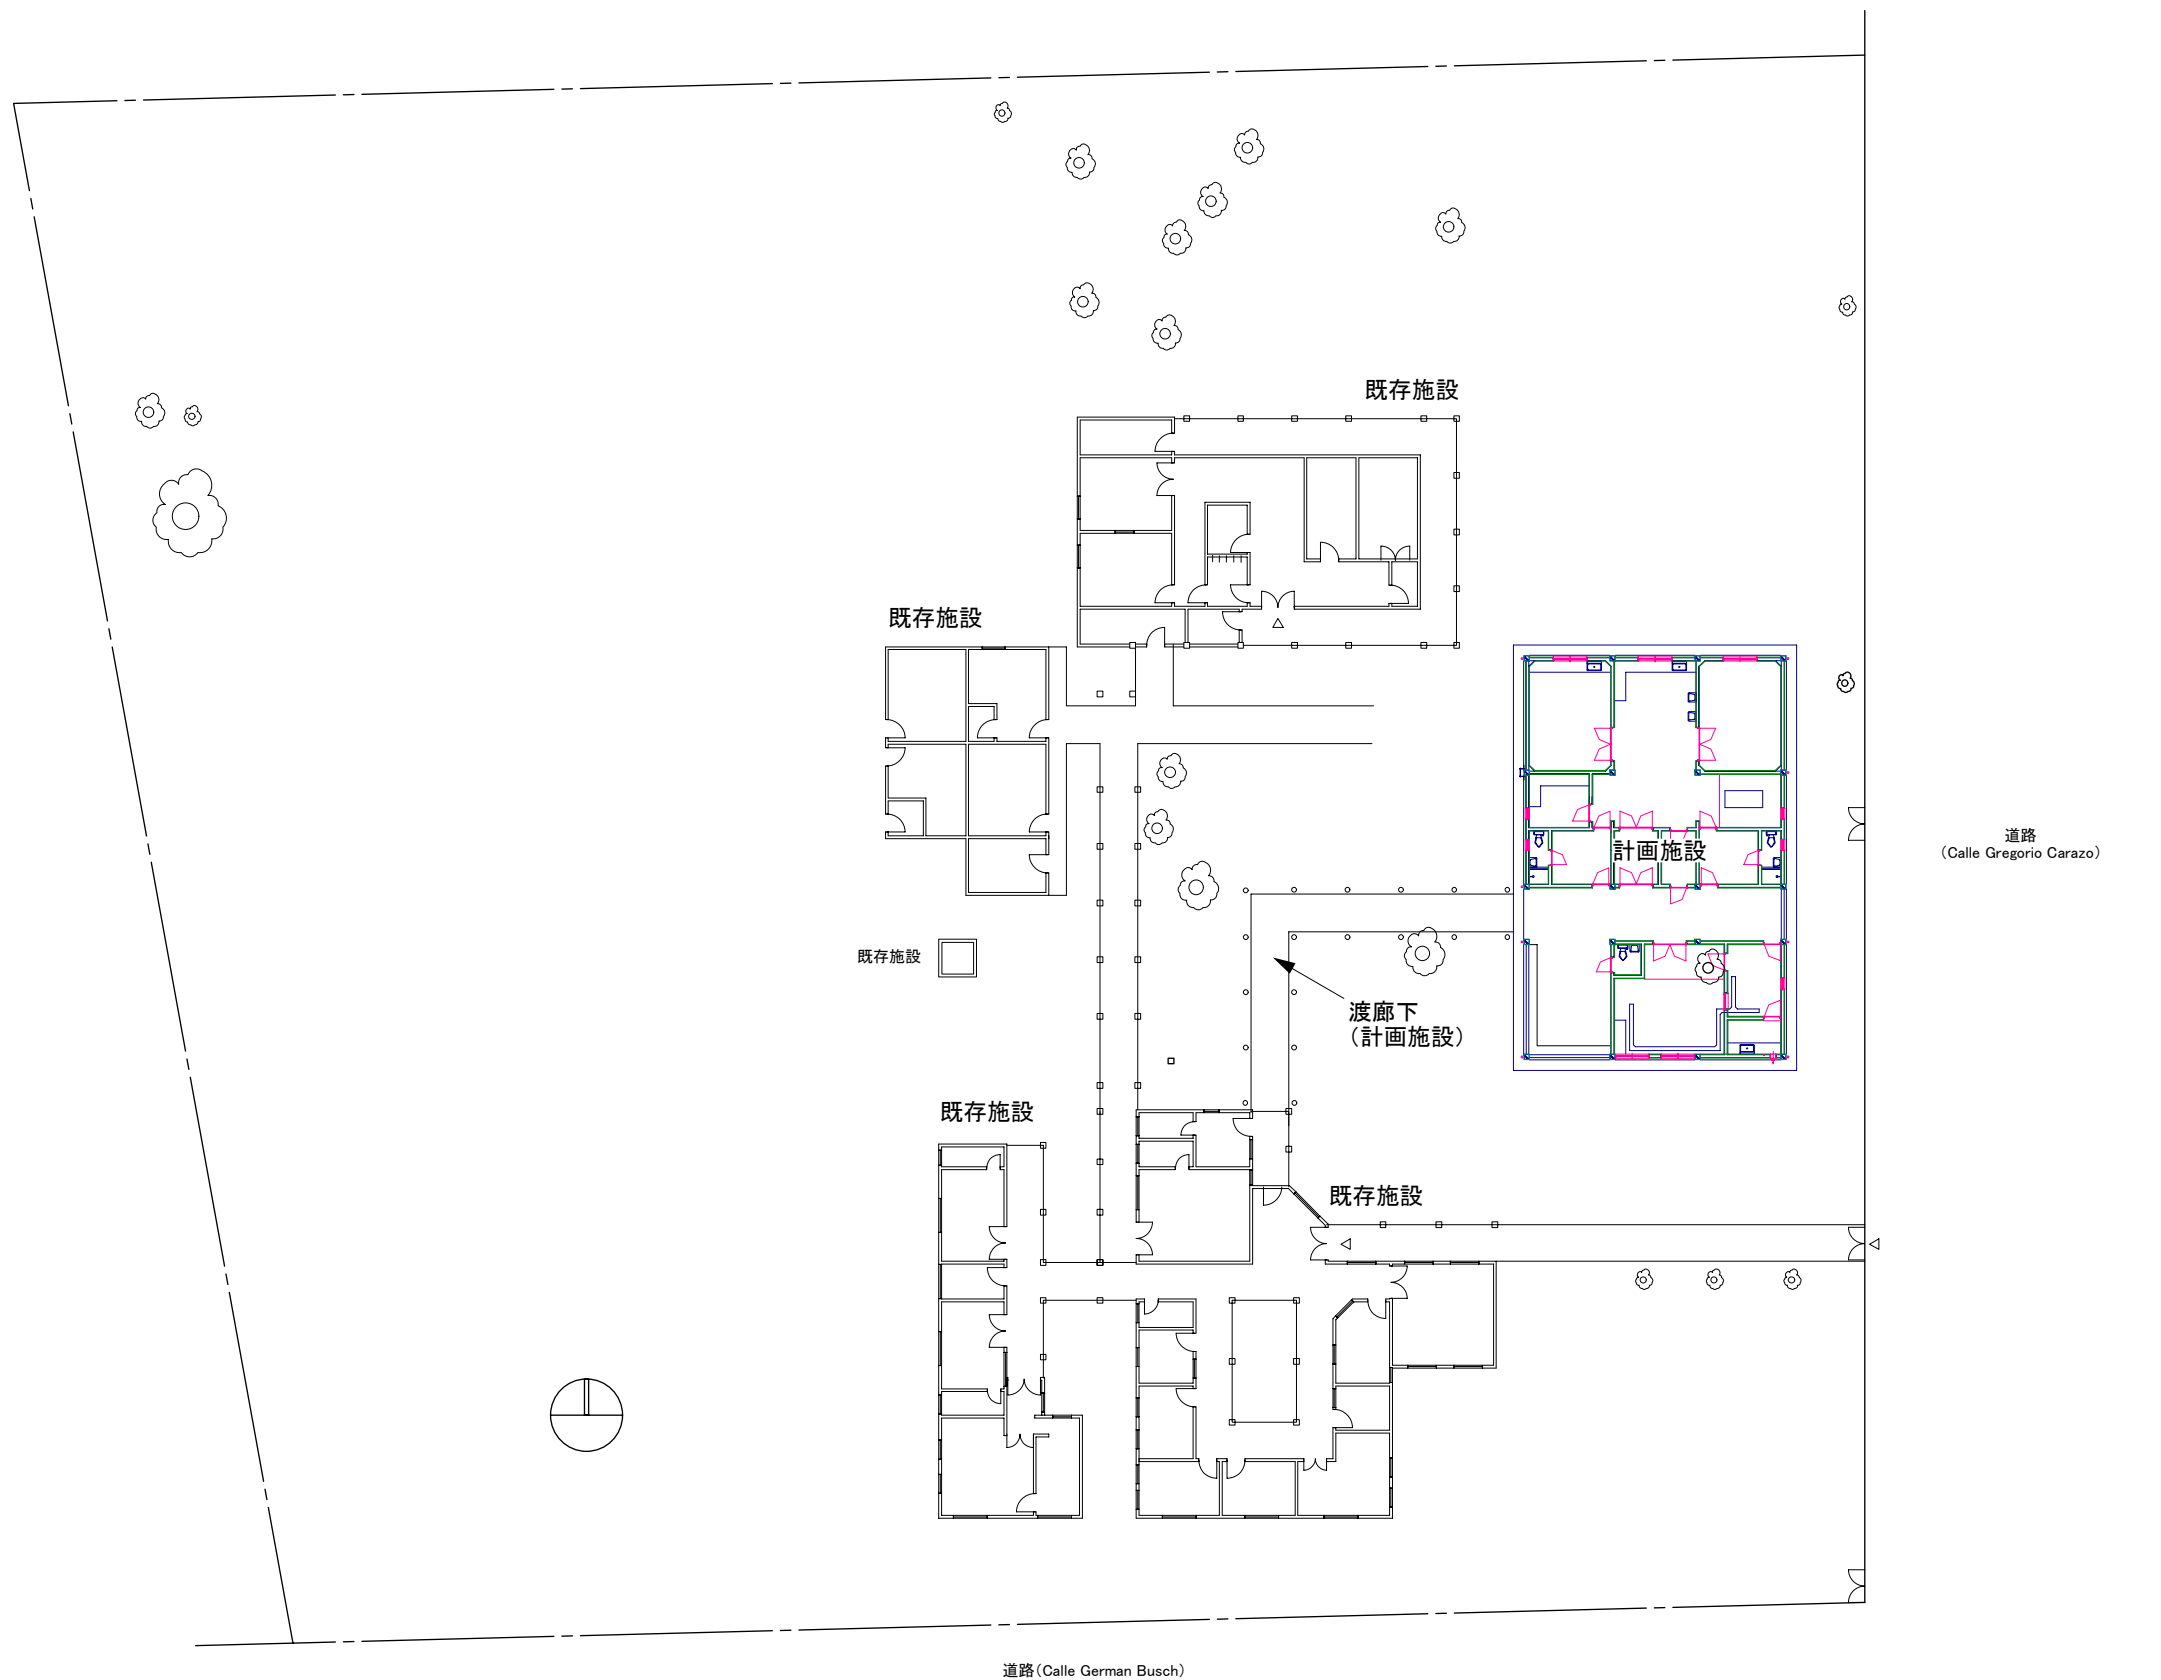 既存施設
既存施設
道路
（Calle Gregorio Carazo）
計画施設
既存施設
渡廊下
（計画施設）
既存施設
既存施設
道路（Calle German Busch）